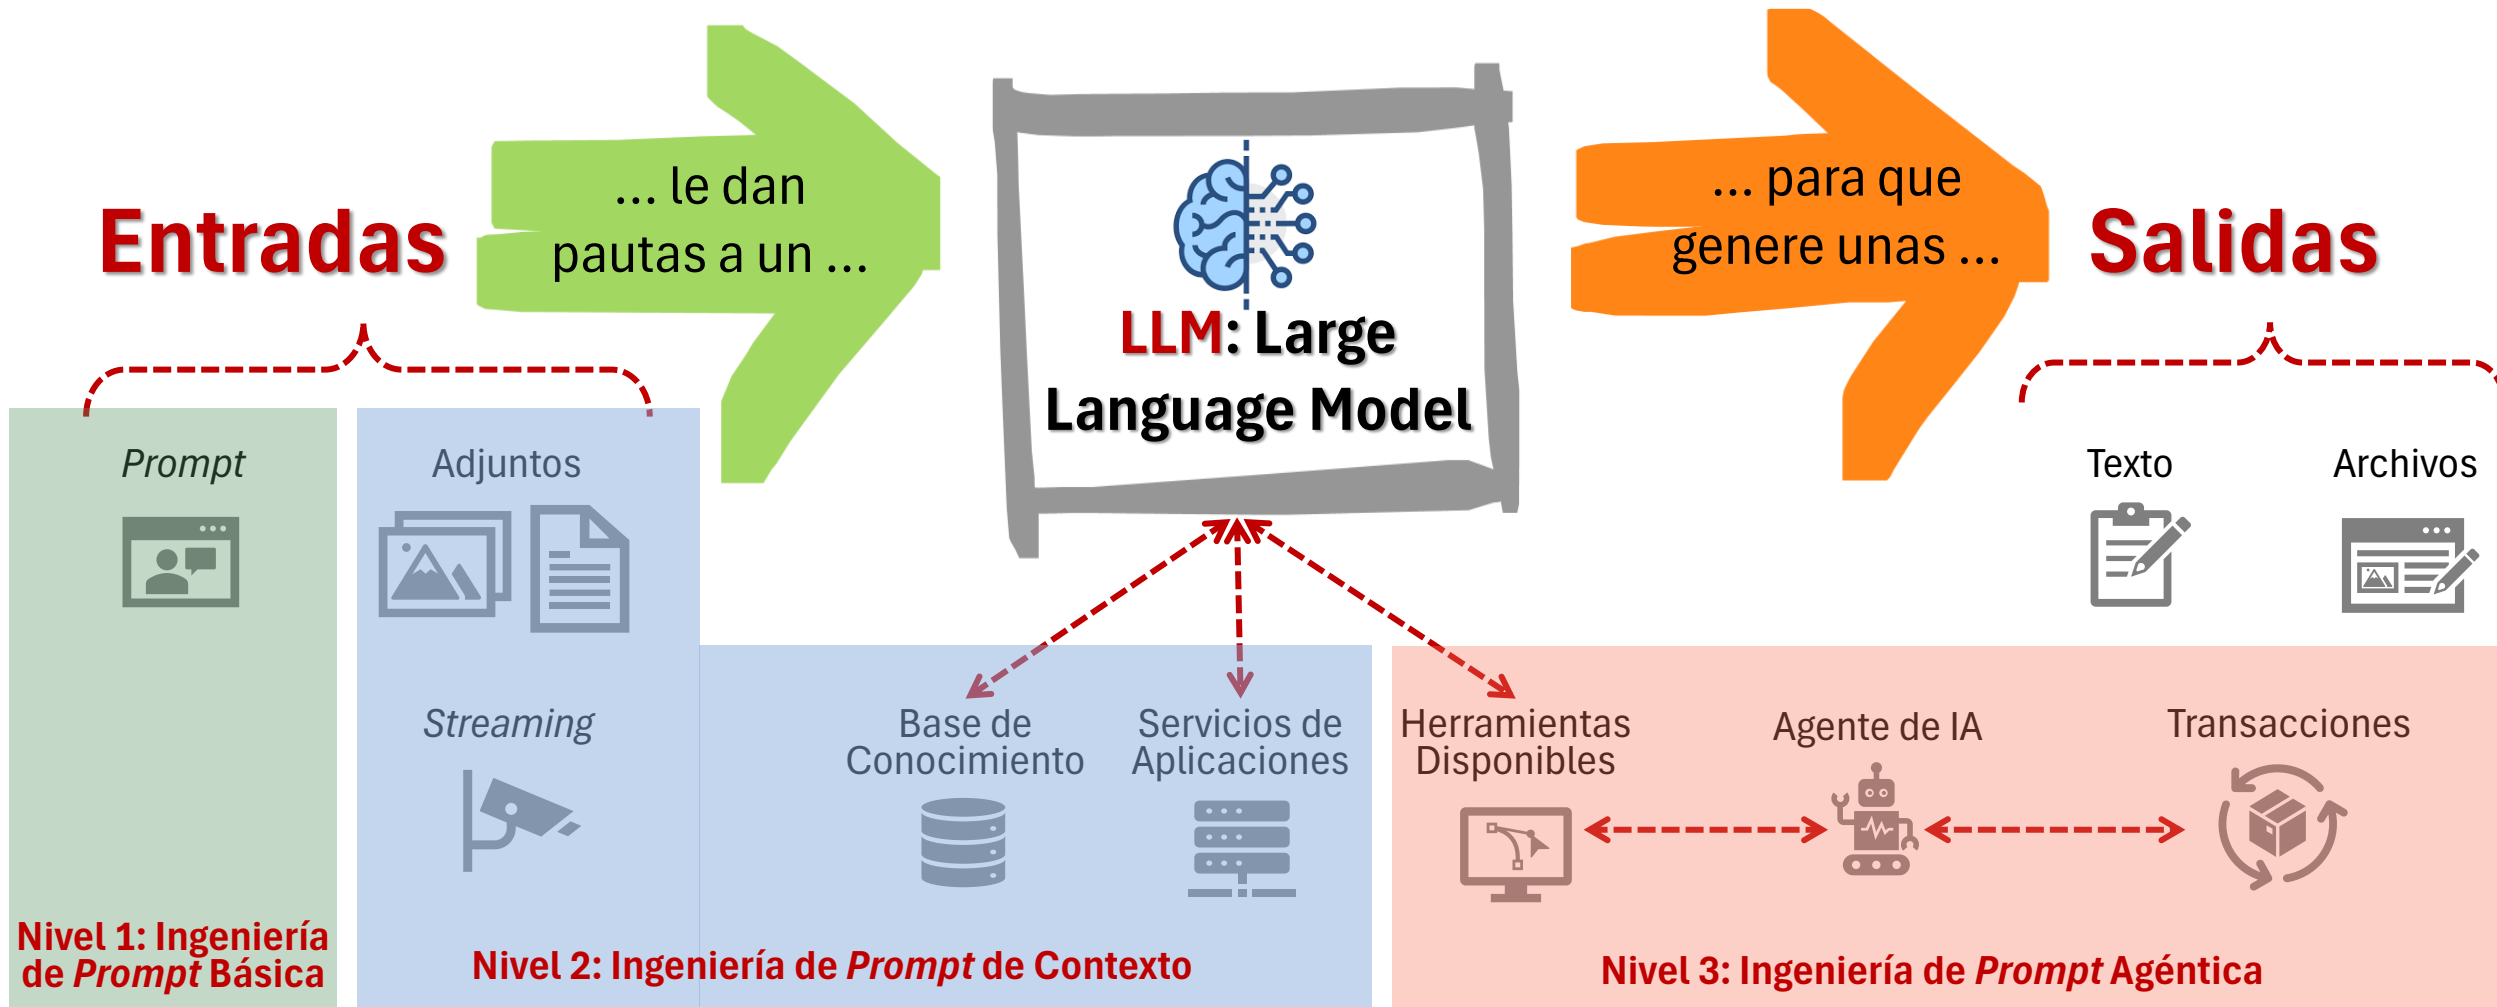 Entradas
... le dan
pautas a un ...
LLM: Large
Language Model
... para que
genere unas ...
Salidas
Prompt
Adjuntos
Texto
Archivos
Streaming
Base de
Conocimiento
Servicios de
Aplicaciones
Herramientas
Disponibles
Agente de IA
Transacciones
Nivel 1: Ingeniería
de Prompt Básica
Nivel 2: Ingeniería de Prompt de Contexto
Nivel 3: Ingeniería de Prompt Agéntica